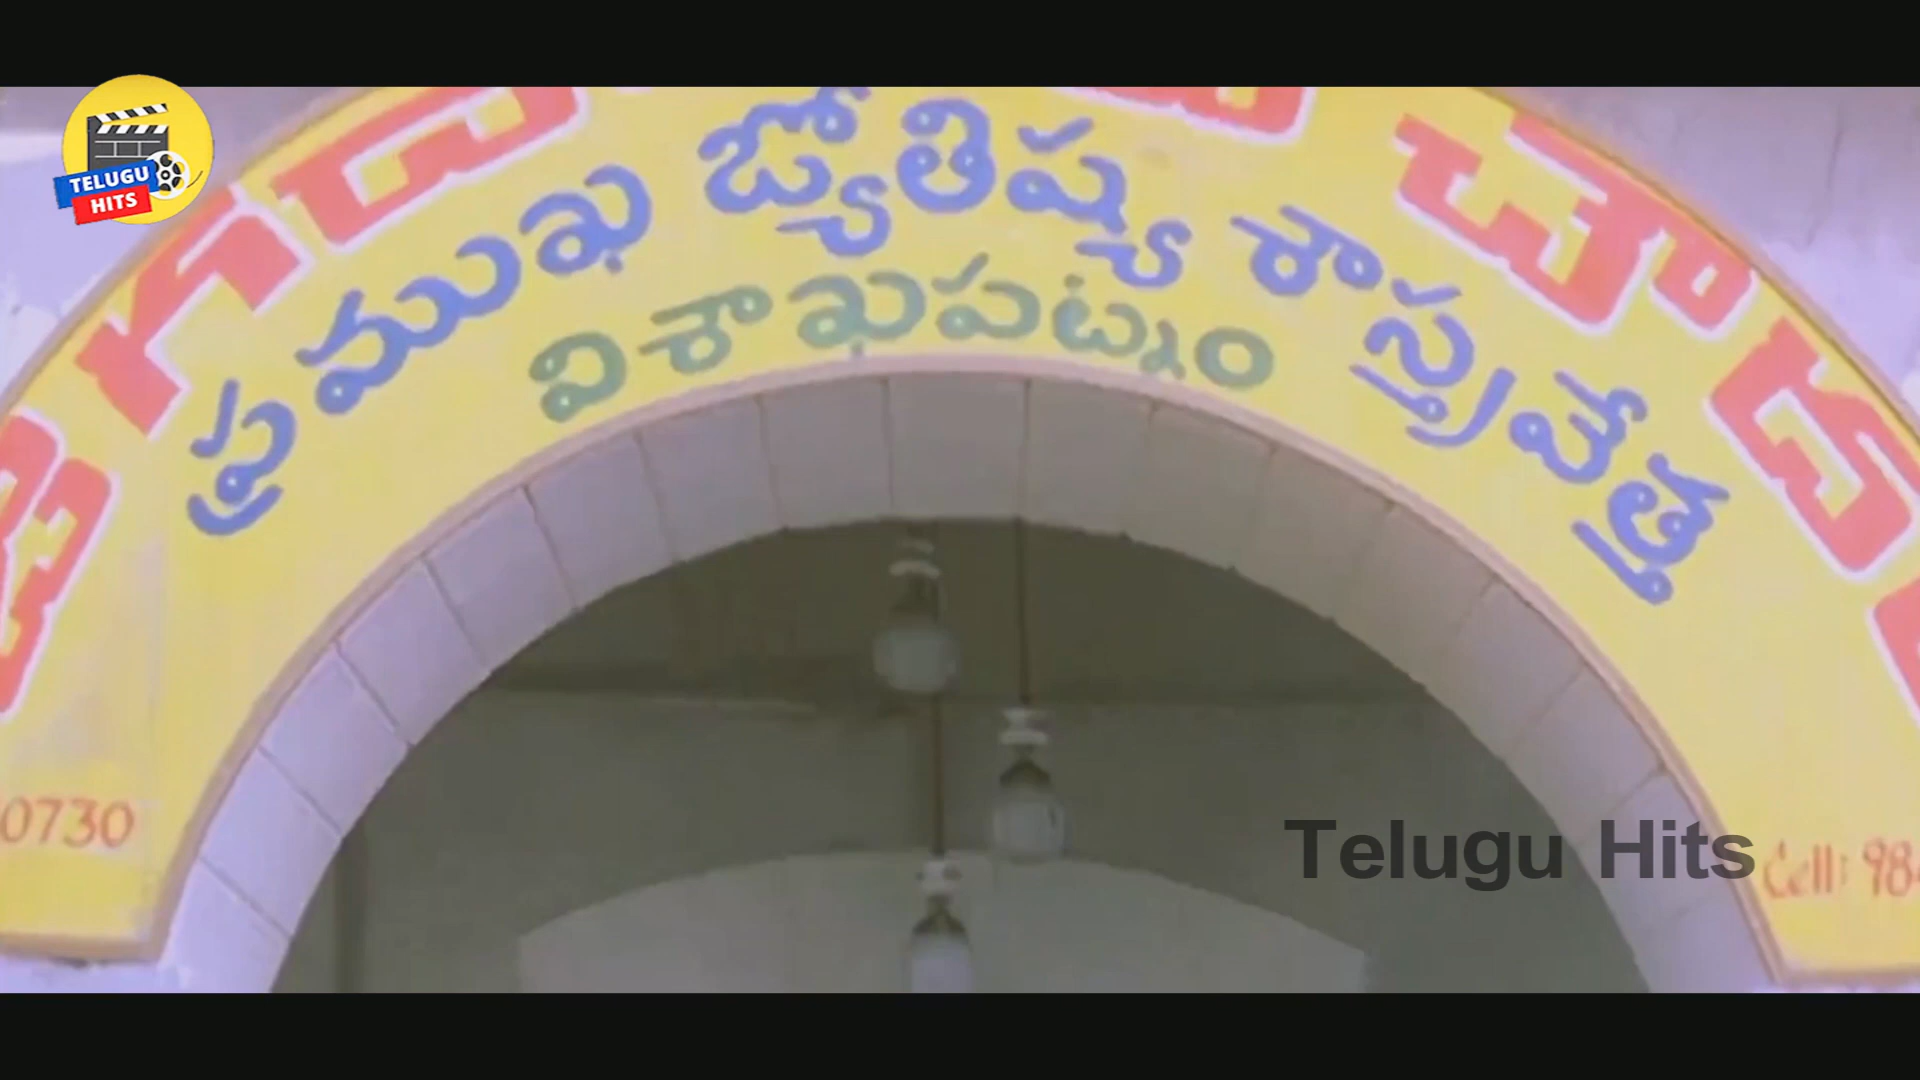 TELUGU
HITS
ప్రముఖ జ్యోతిష్య శాస్త్రవేత్త
విశాఖపట్నం
0730
Telugu Hits
Cell: 98